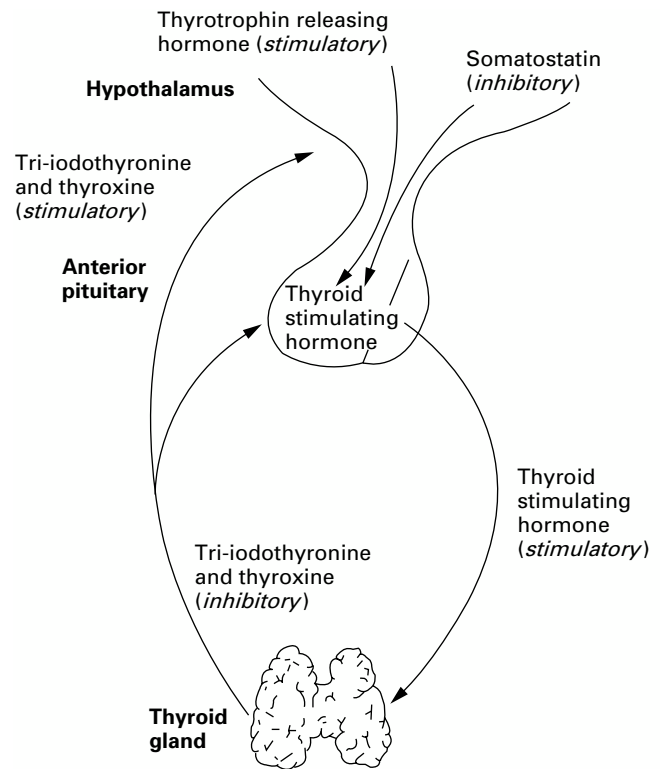 Thyrotrophin releasing
hormone (stimulatory)
Somatostatin
(inhibitory)
Hypothalamus
Tri-iodothyronine
and thyroxine
(stimulatory)
Anterior
pituitary
Thyroid
stimulating
hormone
Thyroid
stimulating
hormone
(stimulatory)
Tri-iodothyronine
and thyroxine
(inhibitory)
Thyroid
gland